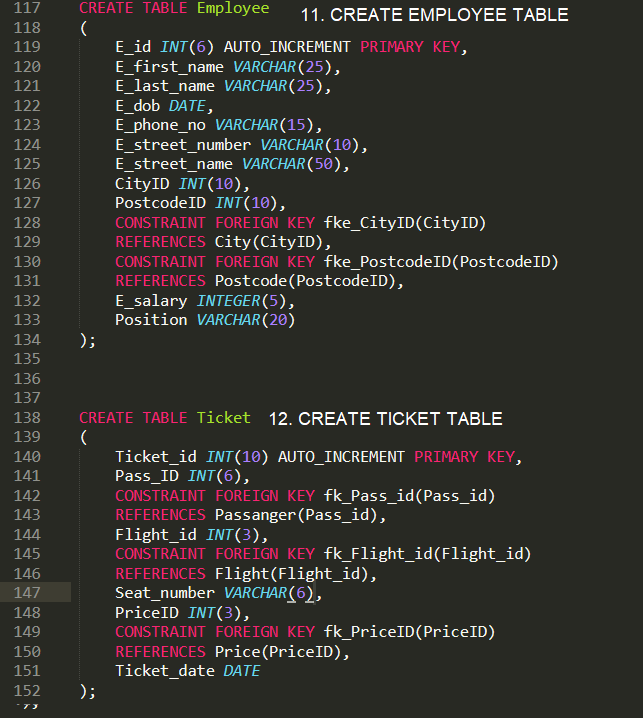 117 CREATE TABLE Employee 11. CREATE EMPLOYEE TABLE
118 (
119 E_id INT(6) AUTO_INCREMENT PRIMARY KEY,
120 E_first_name VARCHAR(25),
121 E_last_name VARCHAR(25),
122 E_dob DATE,
123 E_phone_no VARCHAR(15),
124 E_street_number VARCHAR(10),
125 E_street_name VARCHAR(50),
126 CityID INT(10),
127 PostcodeID INT(10),
128 CONSTRAINT FOREIGN KEY fke_CityID(CityID)
129 REFERENCES City(CityID),
130 CONSTRAINT FOREIGN KEY fke_PostcodeID(PostcodeID)
131 REFERENCES Postcode(PostcodeID),
132 E_salary INTEGER(5),
133 Position VARCHAR(20)
134 );
135
136
137
138 CREATE TABLE Ticket 12. CREATE TICKET TABLE
139 (
140 Ticket_id INT(10) AUTO_INCREMENT PRIMARY KEY,
141 Pass_ID INT(6),
142 CONSTRAINT FOREIGN KEY fk_Pass_id(Pass_id)
143 REFERENCES Passanger(Pass_id),
144 Flight_id INT(3),
145 CONSTRAINT FOREIGN KEY fk_Flight_id(Flight_id)
146 REFERENCES Flight(Flight_id),
147 Seat_number VARCHAR(6),
148 PriceID INT(3),
149 CONSTRAINT FOREIGN KEY fk_PriceID(PriceID)
150 REFERENCES Price(PriceID),
151 Ticket_date DATE
152 );